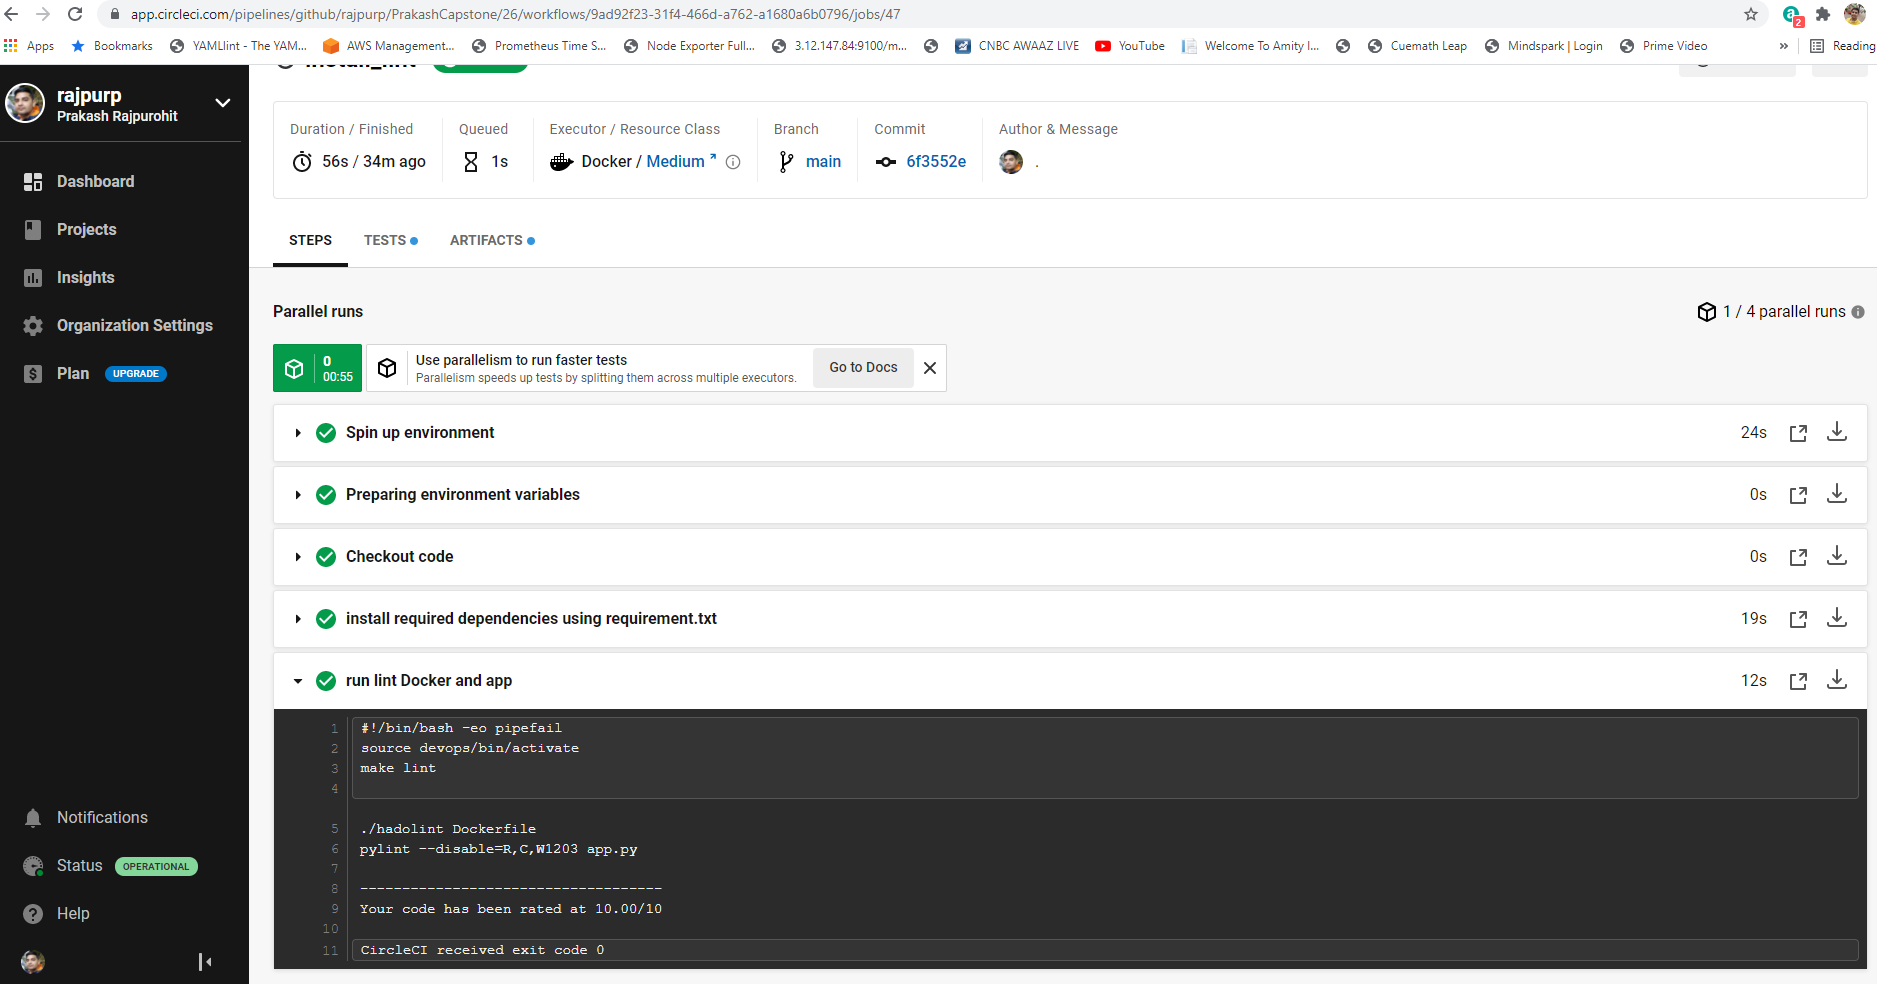 app.circleci.com/pipelines/github/rajpurp/PrakashCapstone/26/workflows/9ad92f23-31f4-466d-a762-a1680a6b0796/jobs/47
2
Apps Bookmarks YAMLlint - The YAM... AWS Management... Prometheus Time S... Node Exporter Full... 3.12.147.84:9100/m... CNBC AWAAZ LIVE YouTube Welcome To Amity I... Cuemath Leap Mindspark | Login Prime Video » Reading
install_lint
rajpurp
Prakash Rajpurohit
Dashboard
Projects
Insights
Organization Settings
Plan UPGRADE
Notifications
Status OPERATIONAL
Help
Duration / Finished Queued Executor / Resource Class Branch Commit Author & Message
56s / 34m ago 1s Docker / Medium main 6f3552e .
STEPS TESTS ARTIFACTS
Parallel runs 1 / 4 parallel runs
0
00:55
Use parallelism to run faster tests
Parallelism speeds up tests by splitting them across multiple executors.
Go to Docs
Spin up environment 24s
Preparing environment variables 0s
Checkout code 0s
install required dependencies using requirement.txt 19s
run lint Docker and app 12s
1 #!/bin/bash -eo pipefail
2 source devops/bin/activate
3 make lint
4
5 ./hadolint Dockerfile
6 pylint --disable=R,C,W1203 app.py
7
8 ------------------------------------
9 Your code has been rated at 10.00/10
10
11 CircleCI received exit code 0